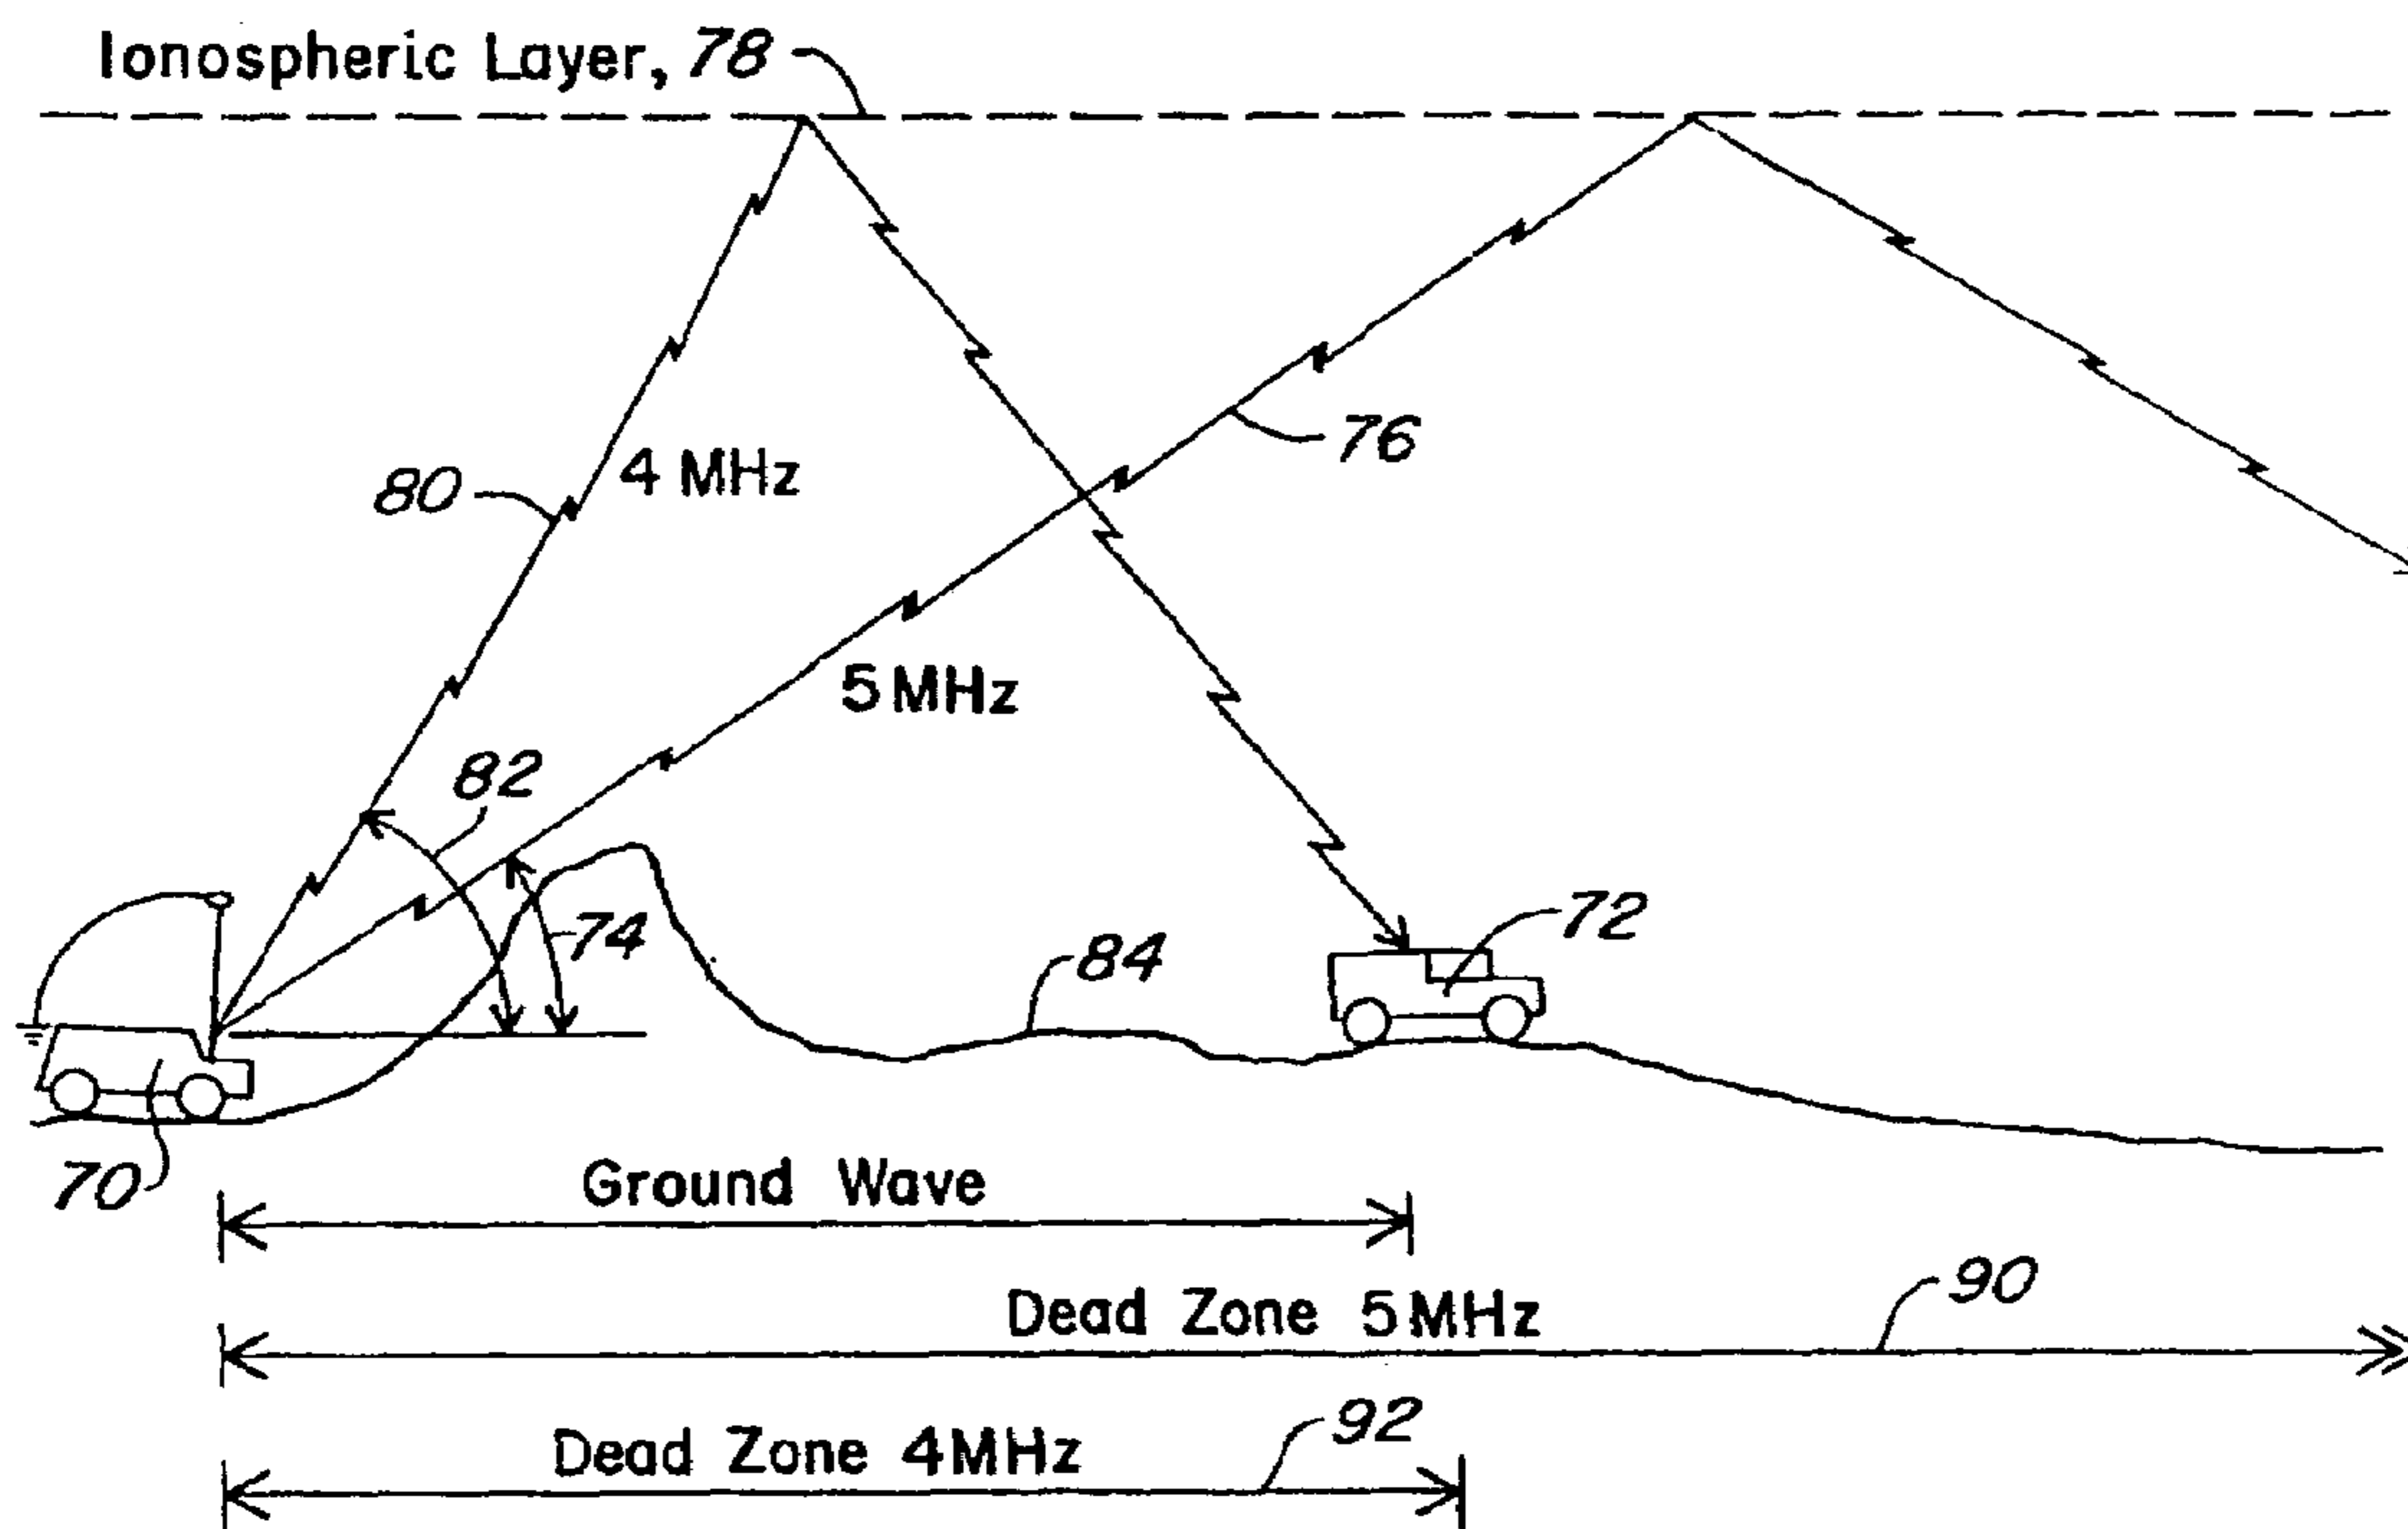 Ionospheric Layer, 78
80
4 MHz
76
5 MHz
82
74
84
72
70
Ground Wave
Dead Zone 5 MHz
90
Dead Zone 4 MHz
92